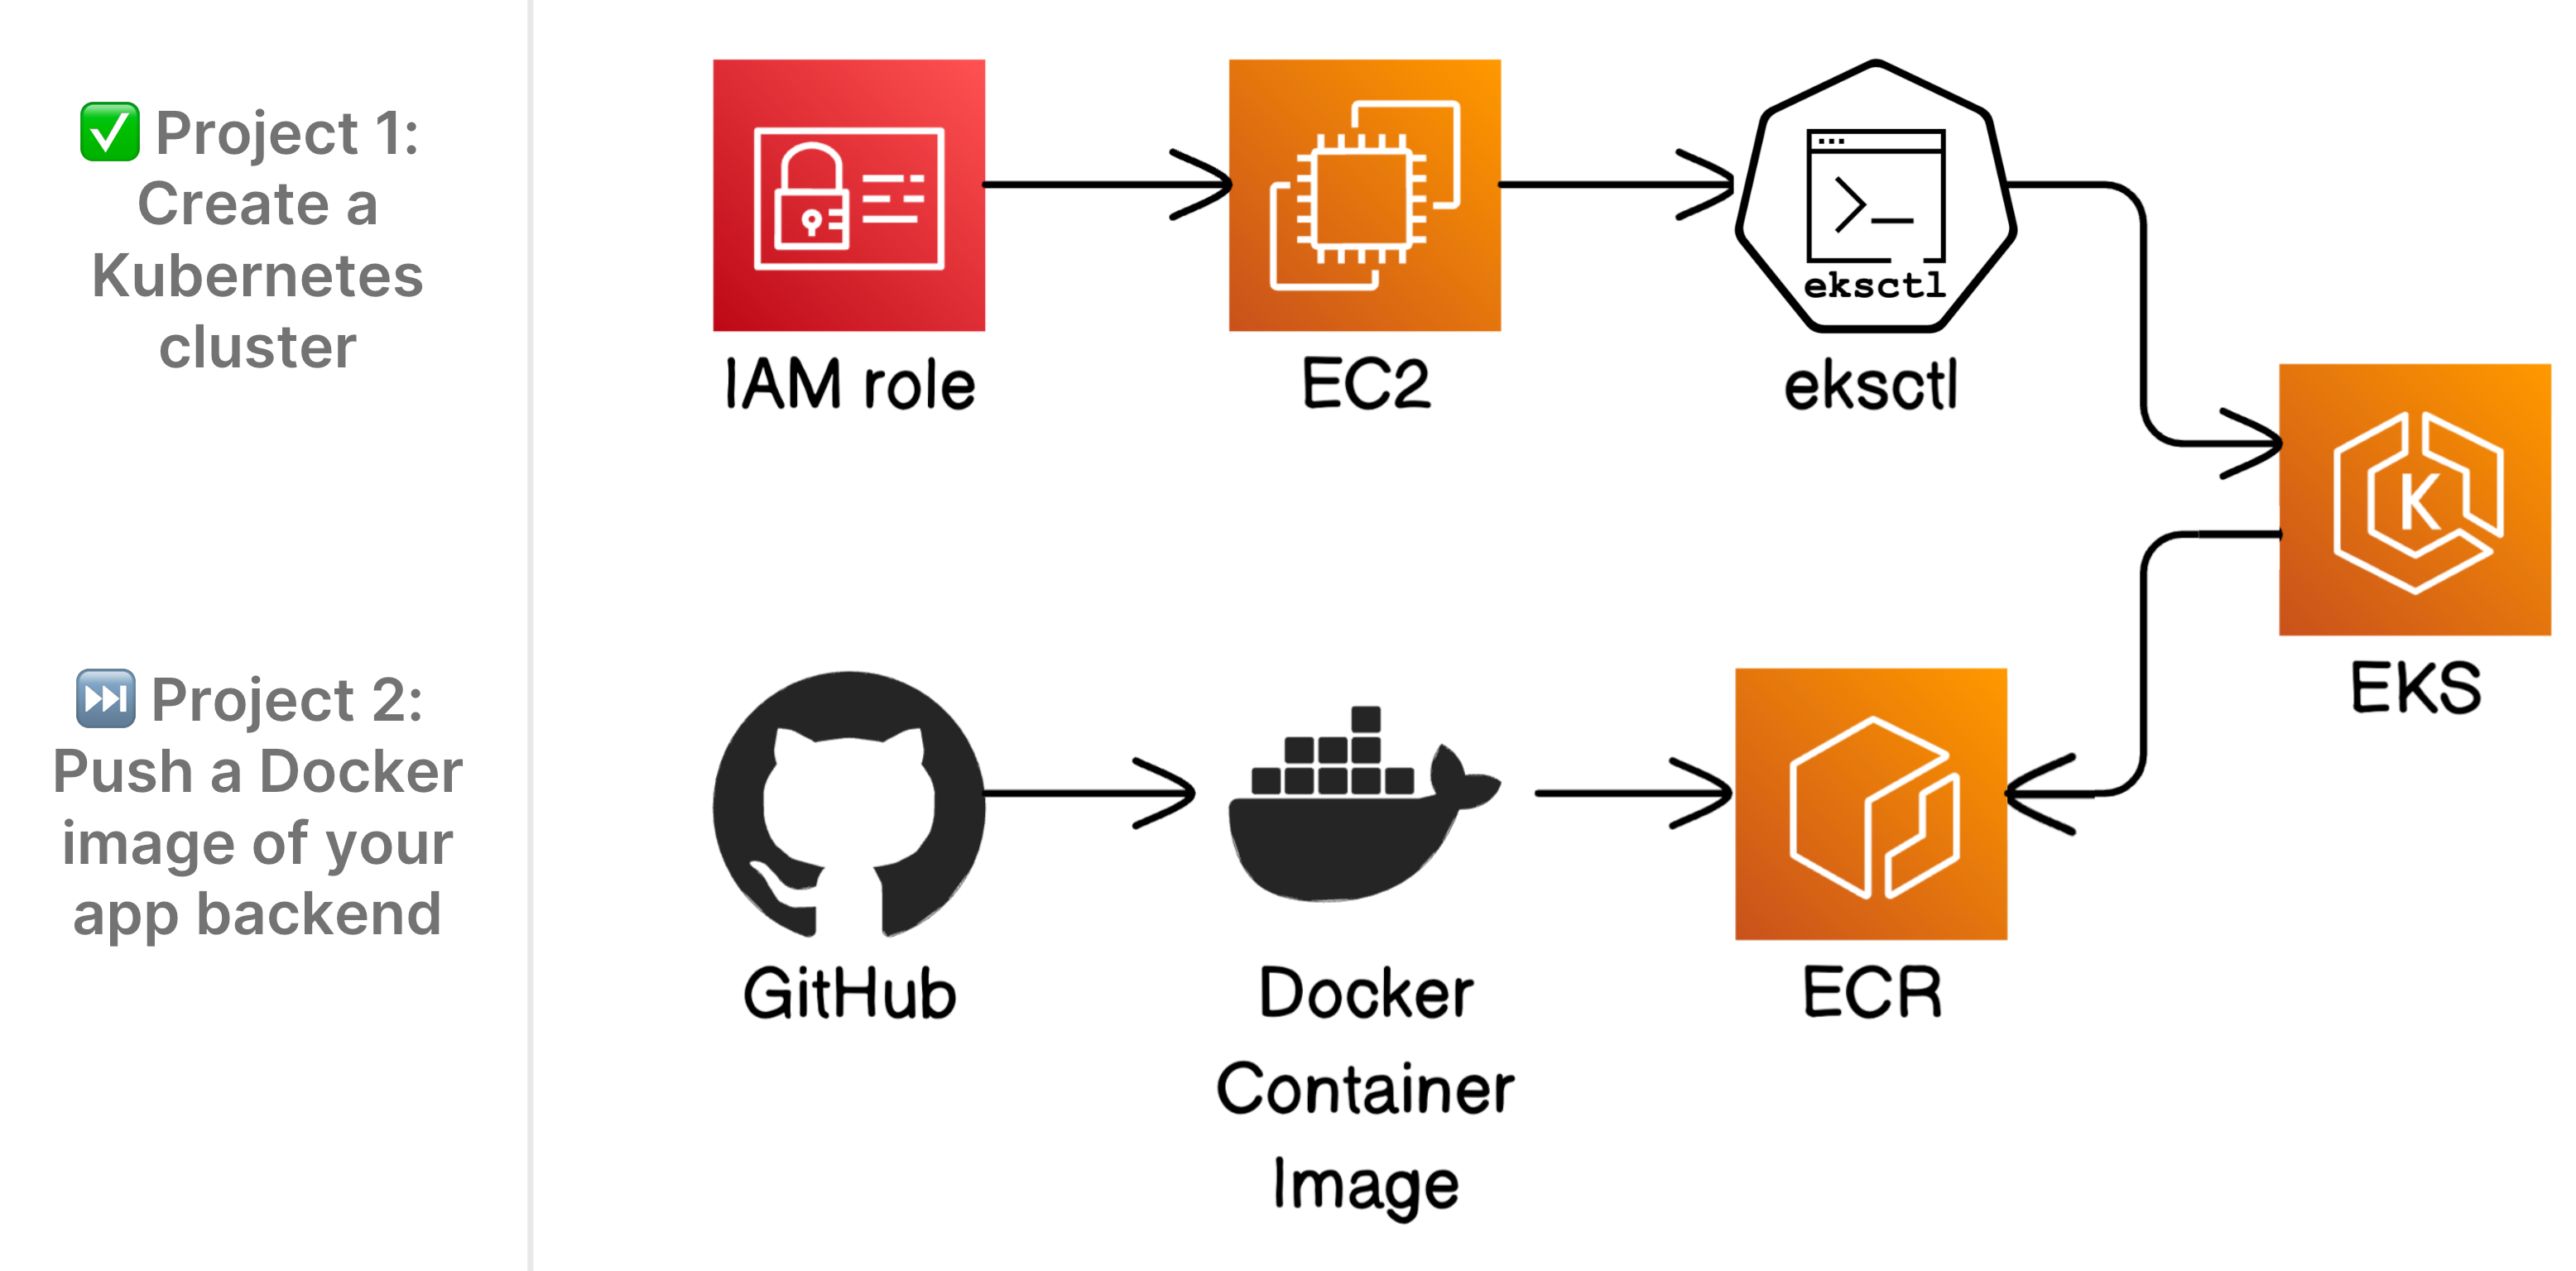 ✅ Project 1:
Create a
Kubernetes
cluster
eksctl
IAM role
EC2
eksctl
K
EKS
⏭️ Project 2:
Push a Docker
image of your
app backend
GitHub
Docker
Container
Image
ECR